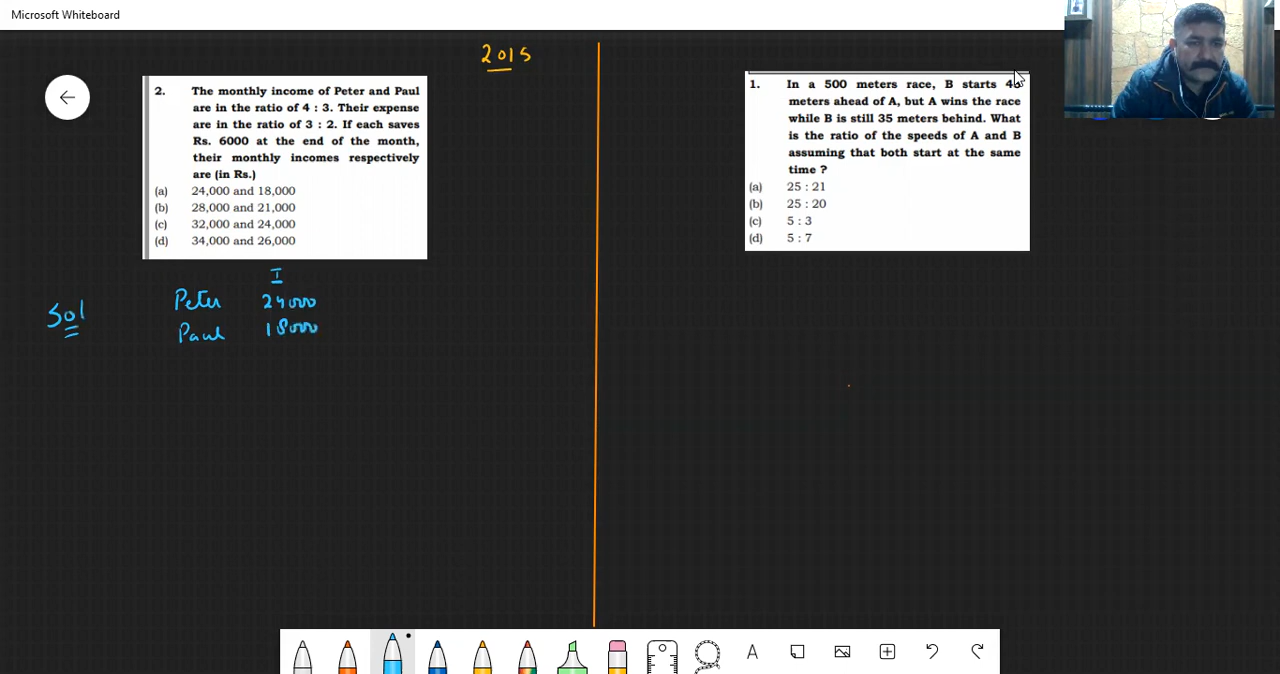 Microsoft Whiteboard
2015
2. The monthly income of Peter and Paul
are in the ratio of 4 : 3. Their expense
are in the ratio of 3 : 2. If each saves
Rs. 6000 at the end of the month,
their monthly incomes respectively
are (in Rs.)
(a) 24,000 and 18,000
(b) 28,000 and 21,000
(c) 32,000 and 24,000
(d) 34,000 and 26,000
Sol
I
Peter 24000
Paul 18000
1. In a 500 meters race, B starts
meters ahead of A, but A wins the race
while B is still 35 meters behind. What
is the ratio of the speeds of A and B
assuming that both start at the same
time ?
(a) 25 : 21
(b) 25 : 20
(c) 5 : 3
(d) 5 : 7
A